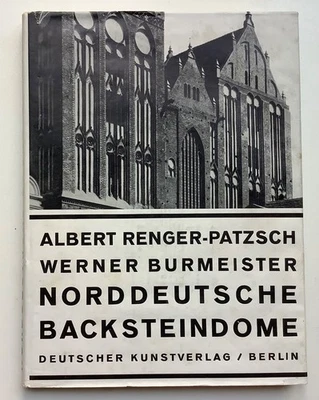 ALBERT RENGER-PATZSCH
WERNER BURMEISTER
NORDDEUTSCHE
BACKSTEINDOME
DEUTSCHER KUNSTVERLAG / BERLIN